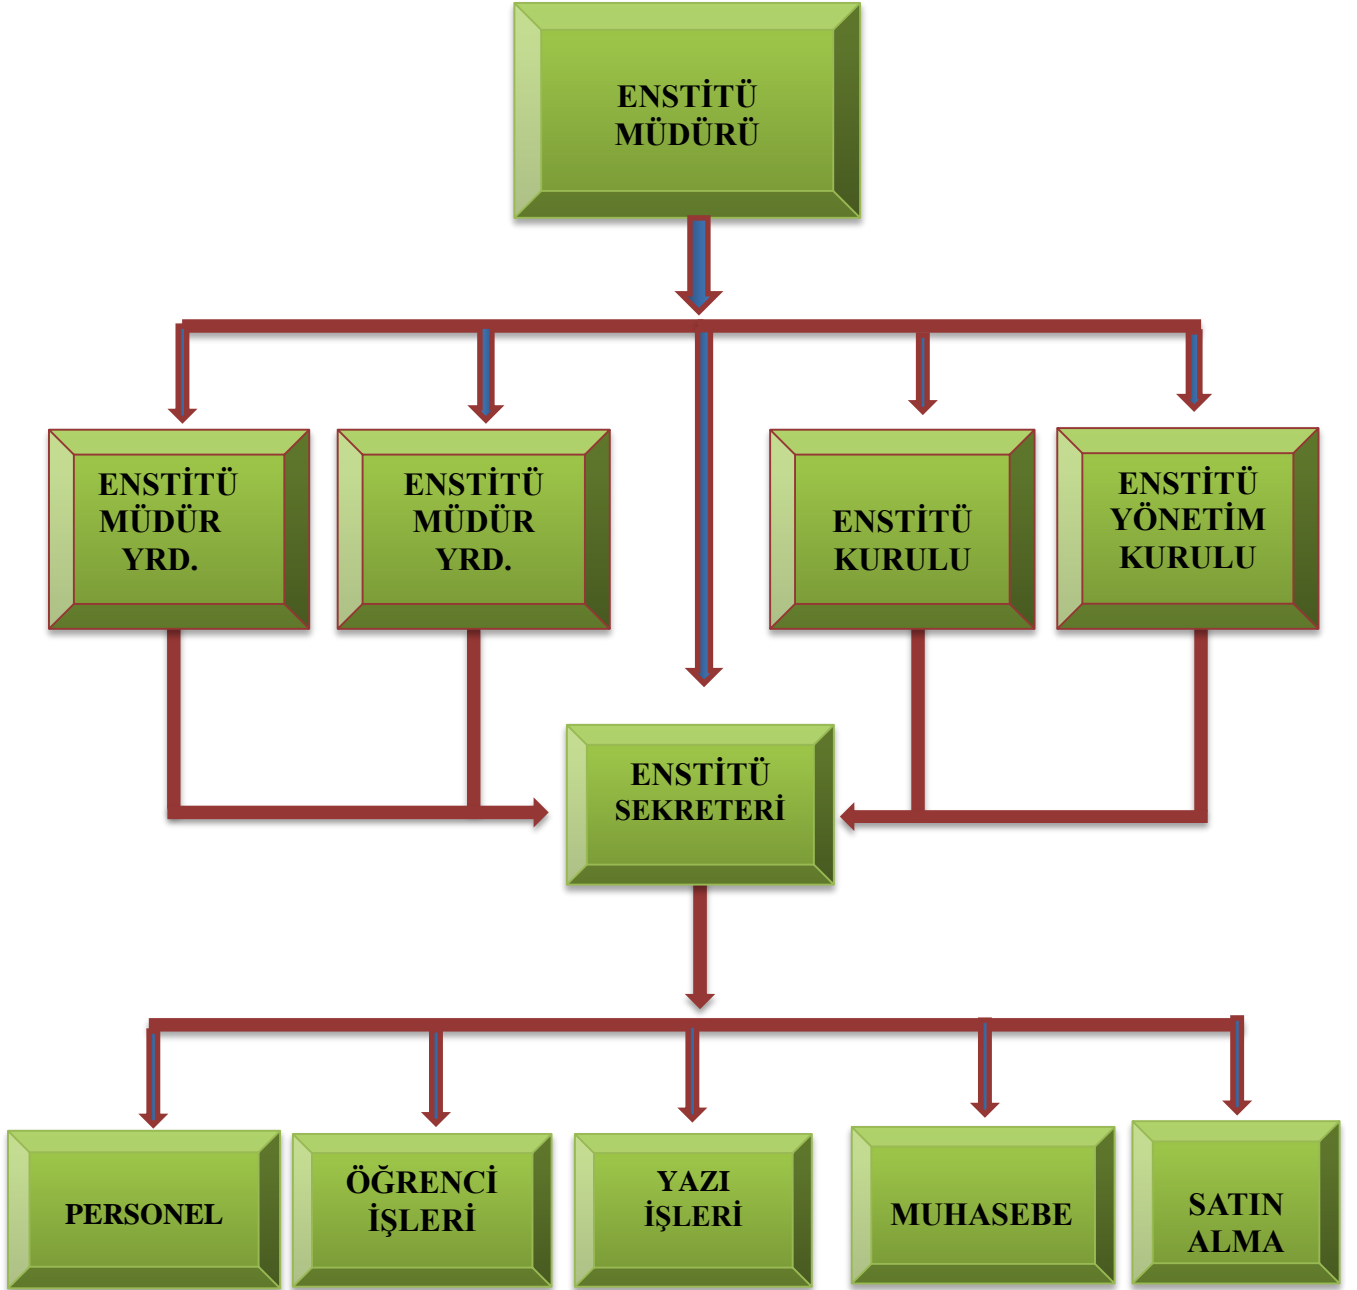 ENSTİTÜ
MÜDÜRÜ
ENSTİTÜ
MÜDÜR
YRD.
ENSTİTÜ
MÜDÜR
YRD.
ENSTİTÜ
KURULU
ENSTİTÜ
YÖNETİM
KURULU
ENSTİTÜ
SEKRETERİ
PERSONEL
ÖĞRENCİ
İŞLERİ
YAZI
İŞLERİ
MUHASEBE
SATIN
ALMA